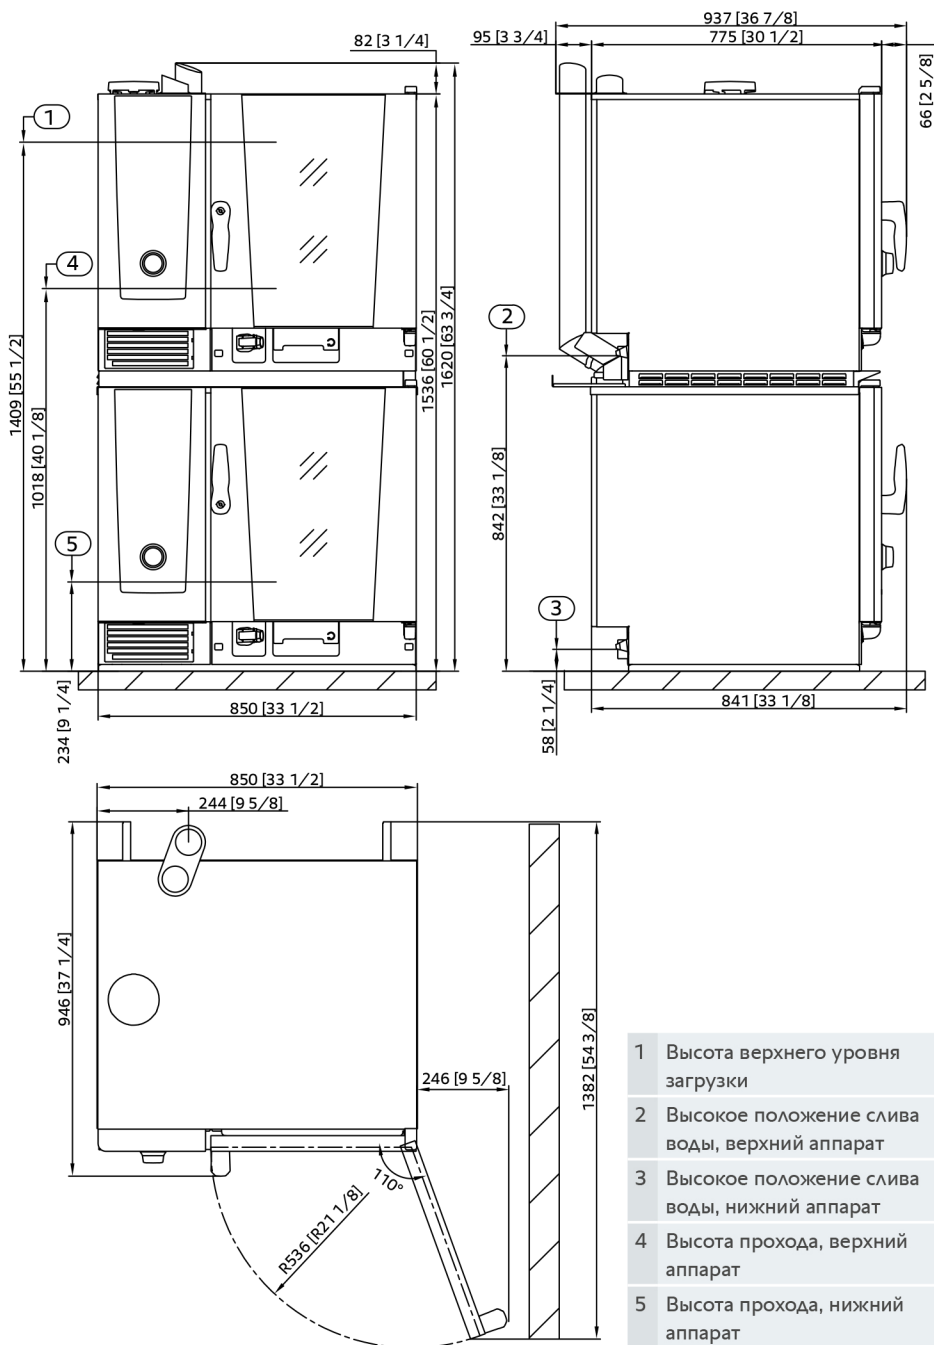 937 [36 7/8]
82 [3 1/4]
95 [3 3/4]
775 [30 1/2]
66 [2 5/8]
1
4
2
5
3
1409 [55 1/2]
1018 [40 1/8]
1536 [60 1/2]
1620 [63 3/4]
842 [33 1/8]
234 [9 1/4]
850 [33 1/2]
58 [2 1/4]
841 [33 1/8]
850 [33 1/2]
244 [9 5/8]
946 [37 1/4]
246 [9 5/8]
1382 [54 3/8]
110°
R536 [R21 1/8]
1 Высота верхнего уровня
загрузки
2 Высокое положение слива
воды, верхний аппарат
3 Высокое положение слива
воды, нижний аппарат
4 Высота прохода, верхний
аппарат
5 Высота прохода, нижний
аппарат